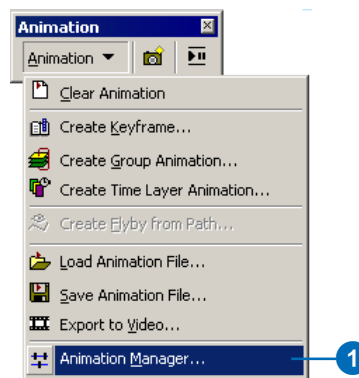 Animation
Animation
Clear Animation
Create Keyframe...
Create Group Animation...
Create Time Layer Animation...
Create Flyby from Path...
Load Animation File...
Save Animation File...
Export to Video...
Animation Manager...
1